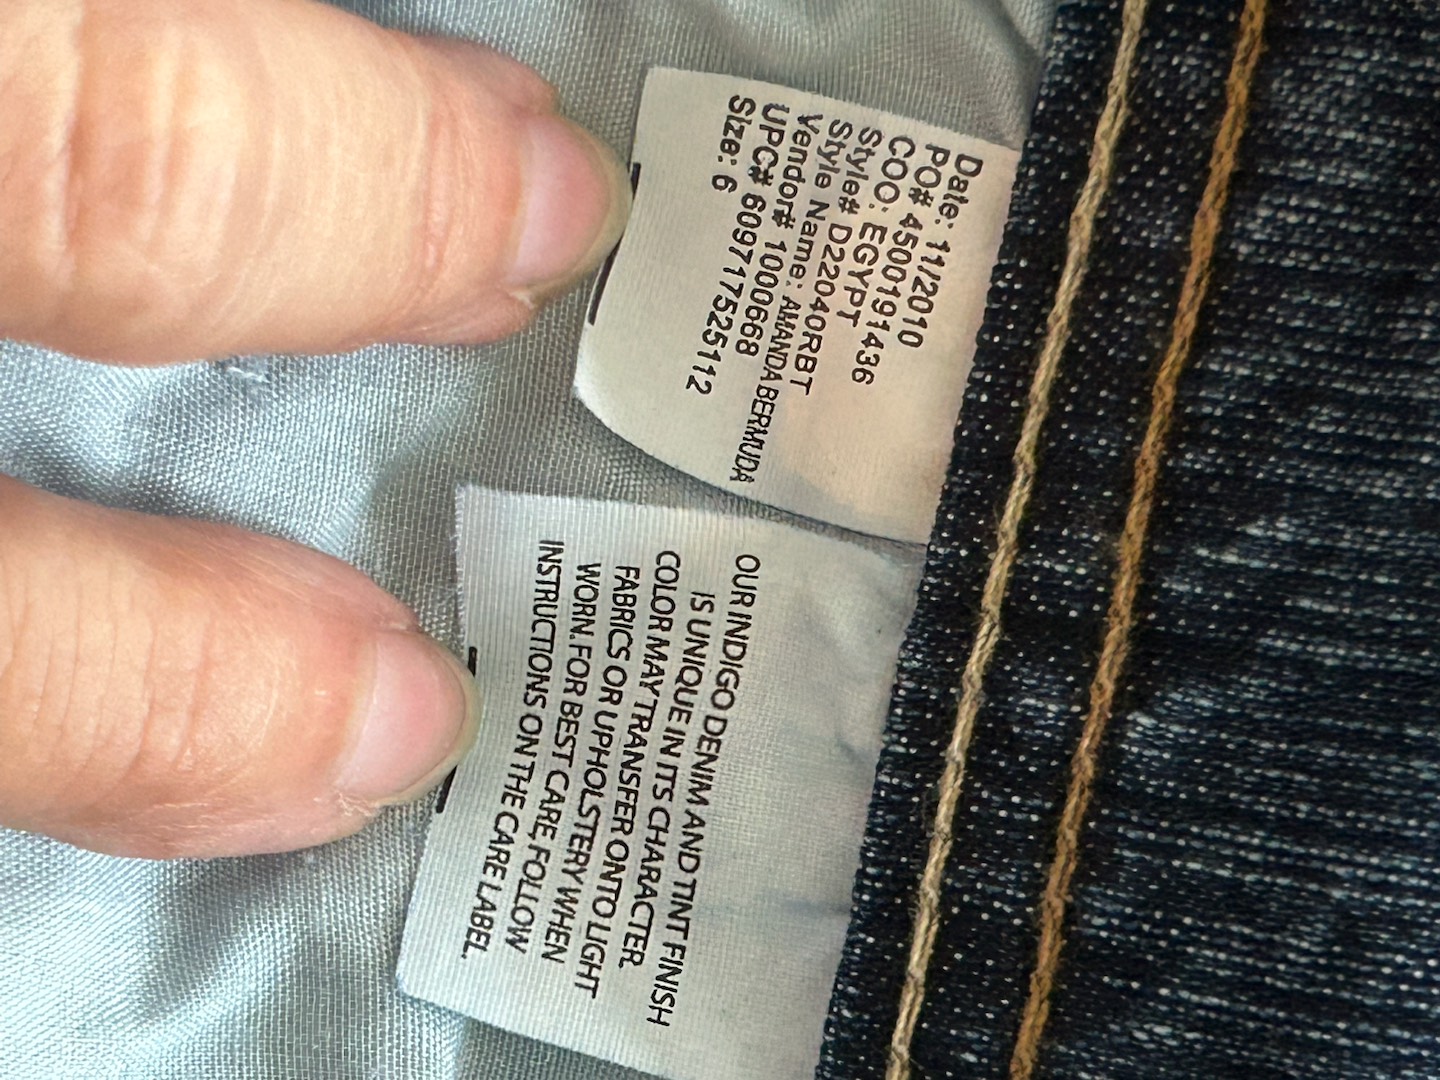 Date: 11/2010
PO# 4500191436
COO: EGYPT
Style# D22040RBT
Style Name: AMANDA BERMUDA
Vendor# 1000668
UPC# 609717525112
Size: 6
OUR INDIGO DENIM AND TINT FINISH
IS UNIQUE IN ITS CHARACTER.
COLOR MAY TRANSFER ONTO LIGHT
FABRICS OR UPHOLSTERY WHEN
WORN. FOR BEST CARE, FOLLOW
INSTRUCTIONS ON THE CARE LABEL.